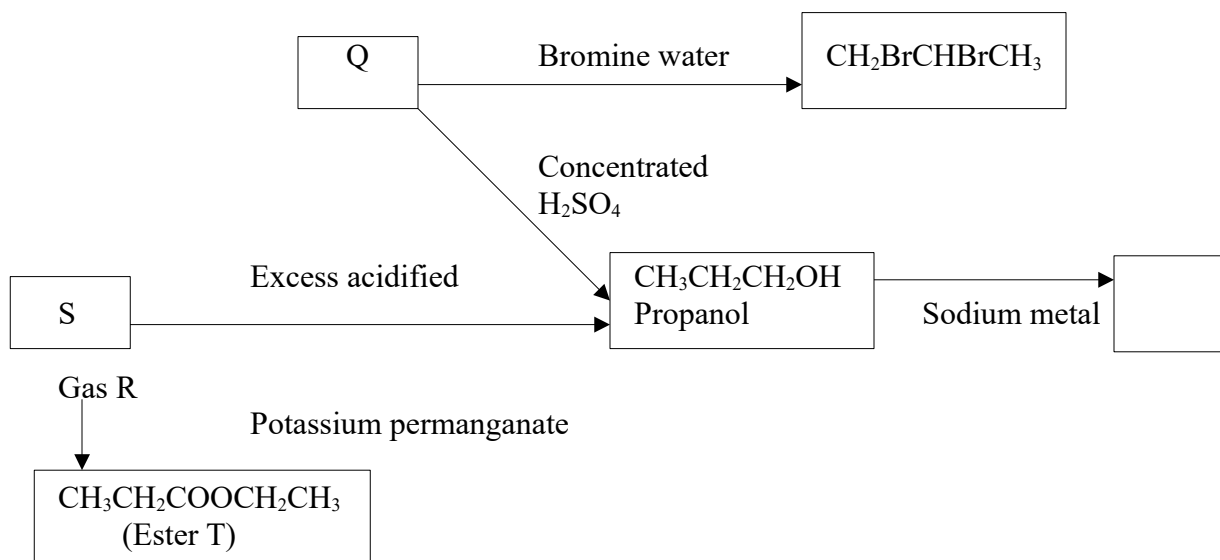 Q
Bromine water
CH₂BrCHBrCH₃
Concentrated
H₂SO₄
Excess acidified
CH₃CH₂CH₂OH
Propanol
Sodium metal
S
Gas R
Potassium permanganate
CH₃CH₂COOCH₂CH₃
(Ester T)